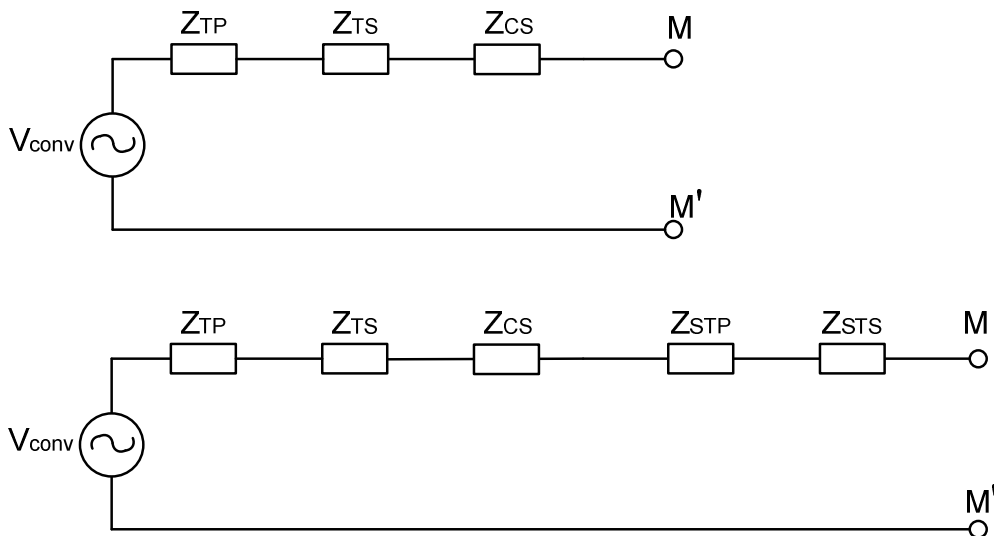 ZTP ZTS ZCS M
Vconv
M'
ZTP ZTS ZCS ZSTP ZSTS M
Vconv
M'